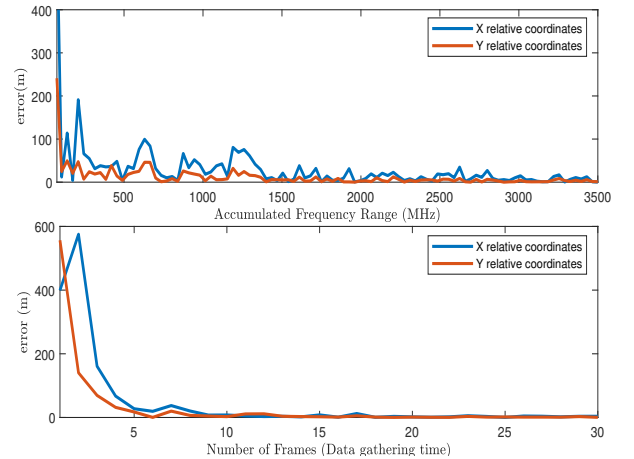 400
300
200
100
0
error(m)
X relative coordinates
Y relative coordinates
500 1000 1500 2000 2500 3000 3500
Accumulated Frequency Range (MHz)
600
400
200
0
error (m)
X relative coordinates
Y relative coordinates
5 10 15 20 25 30
Number of Frames (Data gathering time)